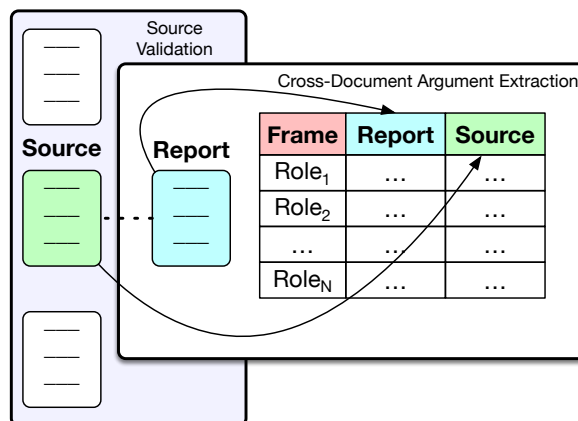 Source
Validation
Cross-Document Argument Extraction
Source
Report
Frame Report Source
Role1 ... ...
Role2 ... ...
... ... ...
RoleN ... ...